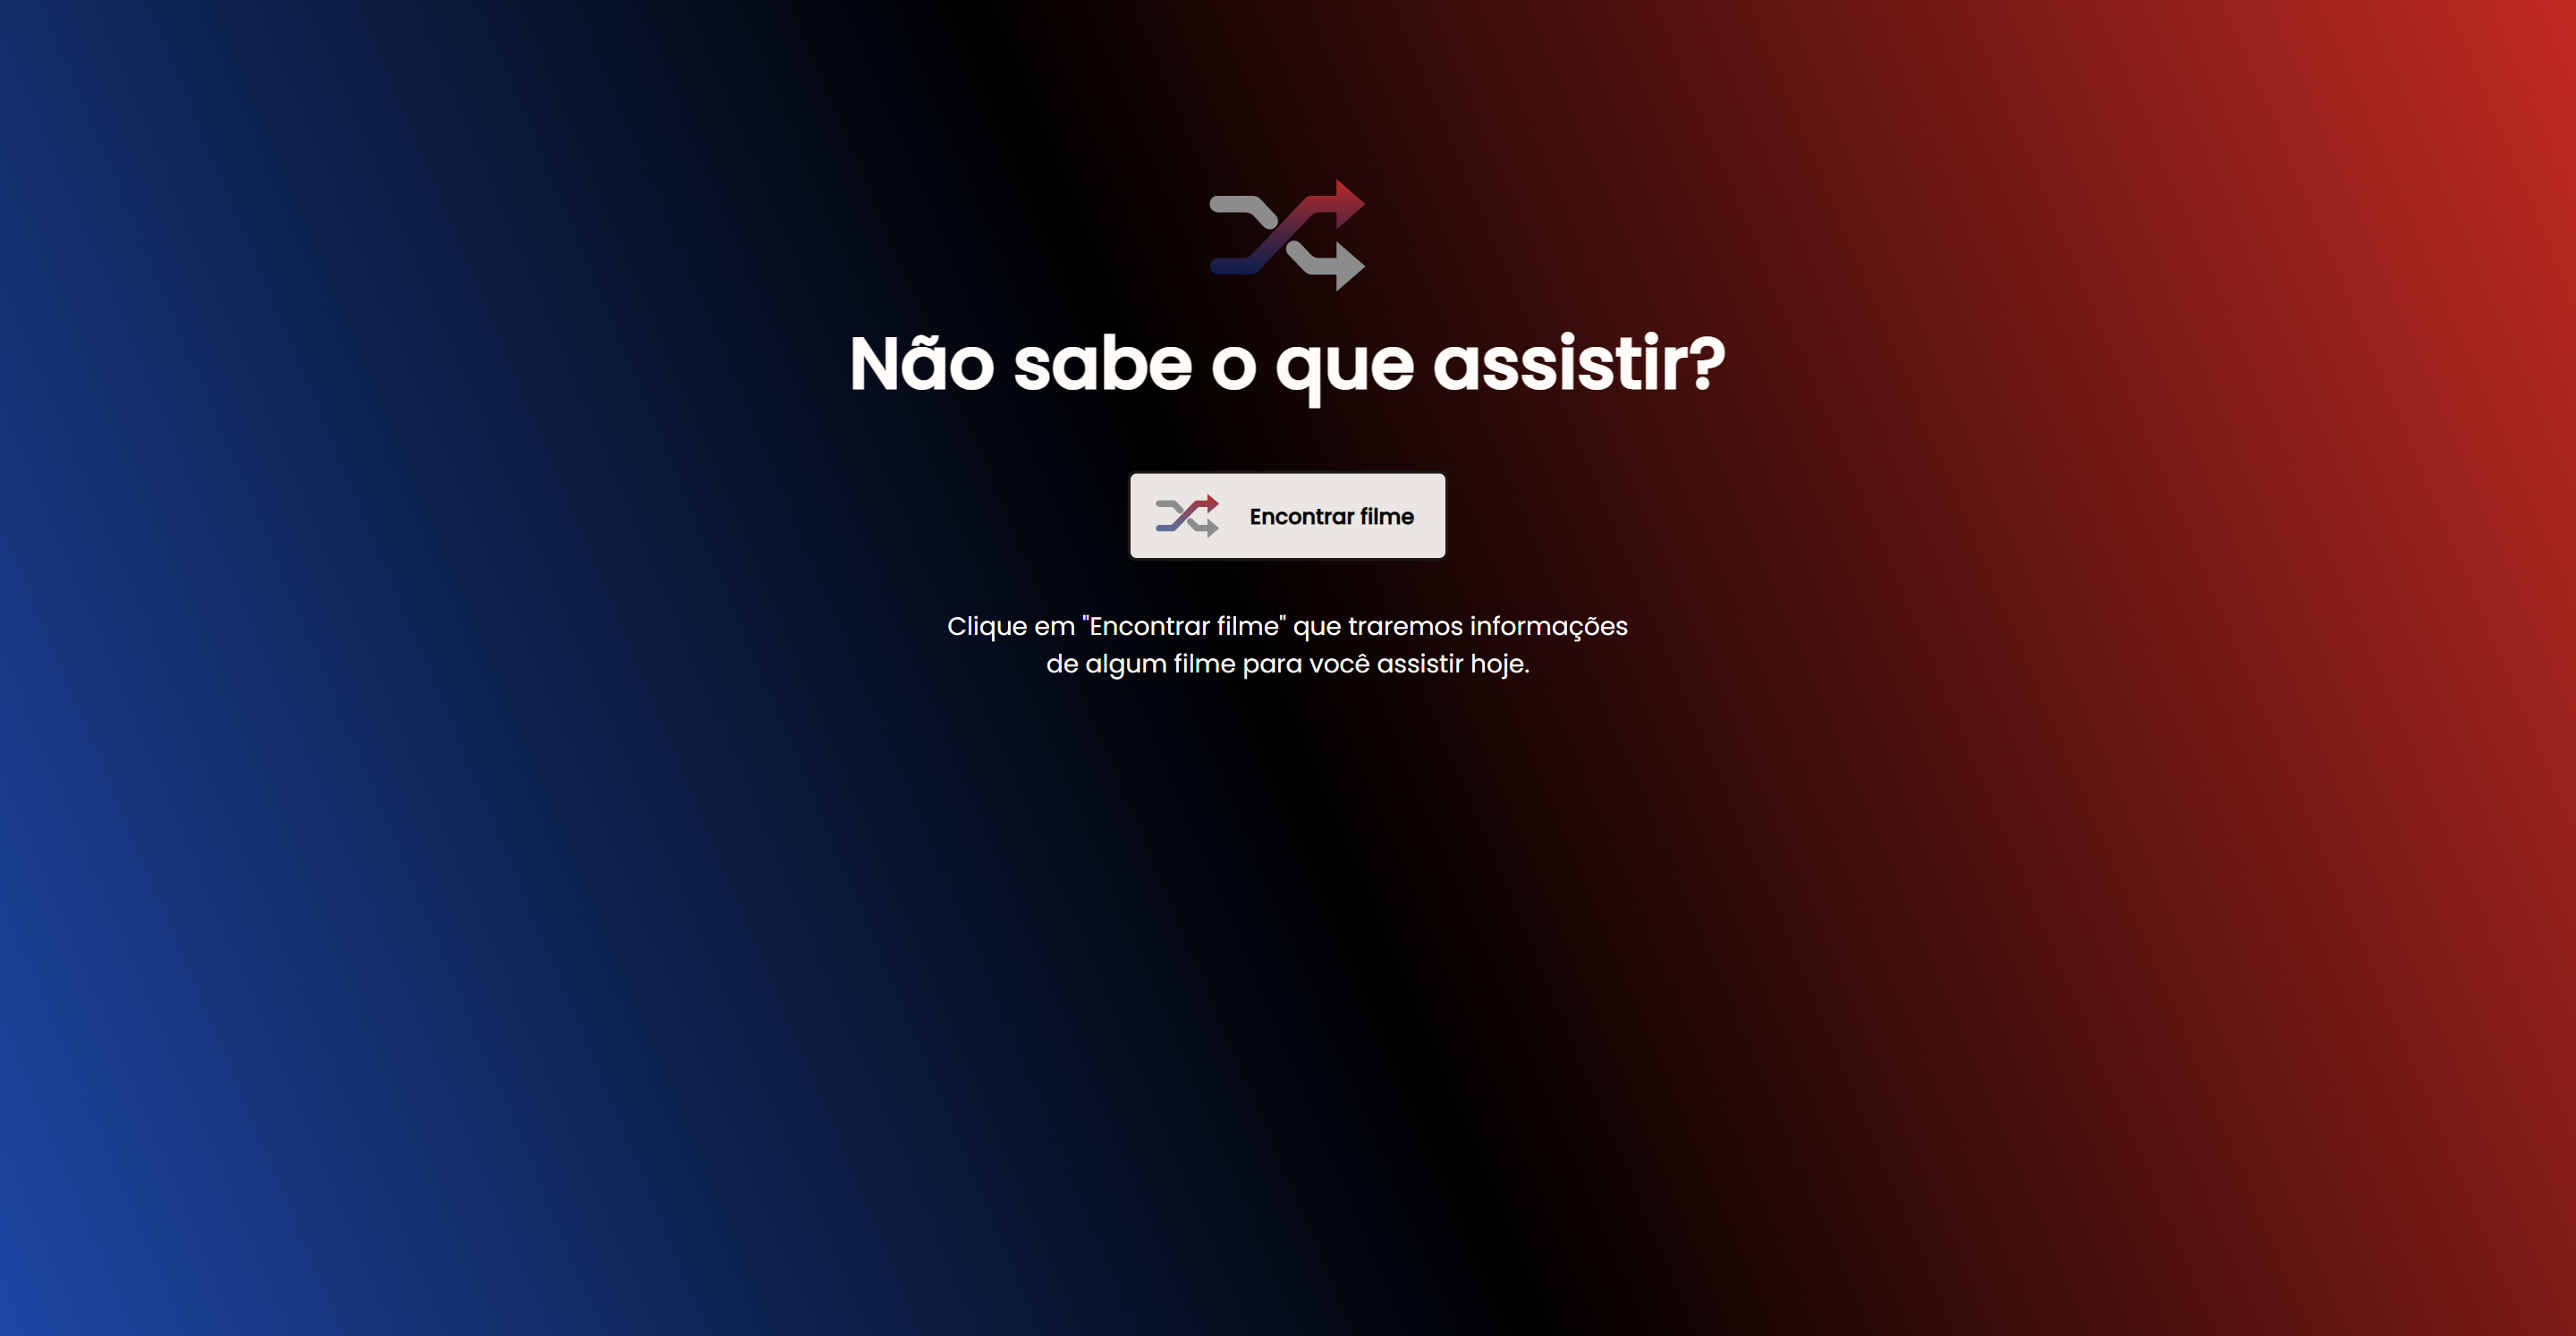 Não sabe o que assistir?
Encontrar filme
Clique em "Encontrar filme" que traremos informações
de algum filme para você assistir hoje.